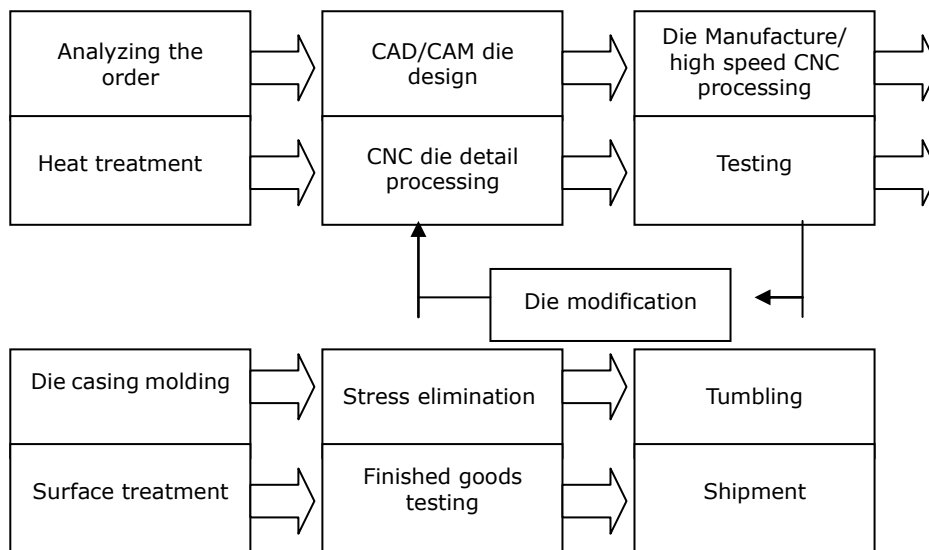 Analyzing the
order
CAD/CAM die
design
Die Manufacture/
high speed CNC
processing
Heat treatment
CNC die detail
processing
Testing
Die modification
Die casing molding
Stress elimination
Tumbling
Surface treatment
Finished goods
testing
Shipment